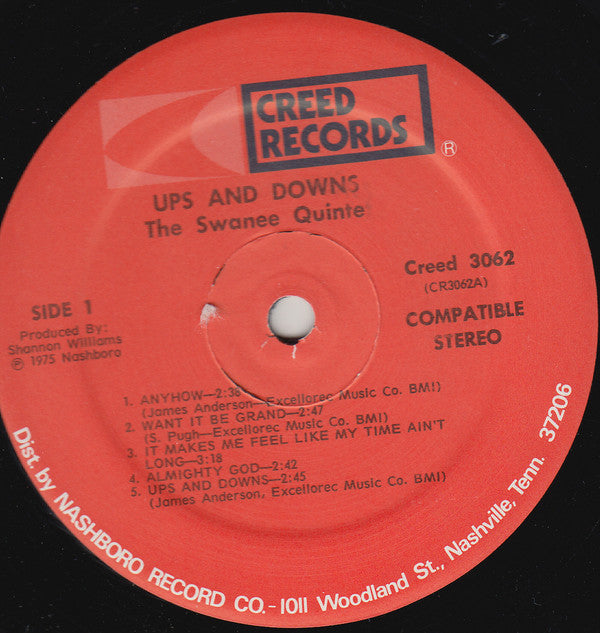 CREED
RECORDS
®
UPS AND DOWNS
The Swanee Quinte
Creed 3062
(CR3062A)
SIDE 1
COMPATIBLE
STEREO
Produced By:
Shannon Williams
℗ 1975 Nashboro
1. ANYHOW—2:38
(James Anderson—Excellorec Music Co. BMI)
2. WANT IT BE GRAND—2:47
(S. Pugh—Excellorec Music Co. BMI)
3. IT MAKES ME FEEL LIKE MY TIME AIN'T
LONG—3:18
4. ALMIGHTY GOD—2:42
5. UPS AND DOWNS—2:45
(James Anderson, Excellorec Music Co. BMI)
Dist. by NASHBORO RECORD CO.-1011 Woodland St., Nashville, Tenn. 37206